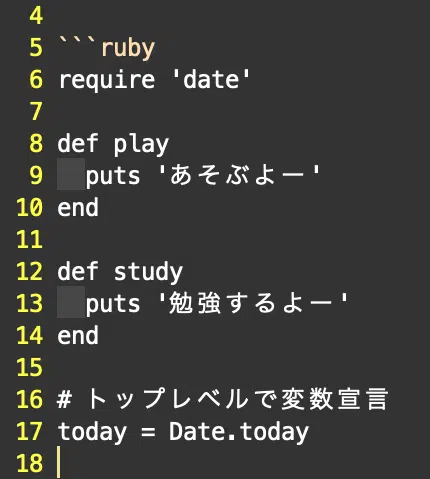 4
5 ```ruby
6 require 'date'
7
8 def play
9   puts 'あそぶよー'
10 end
11
12 def study
13   puts '勉強するよー'
14 end
15
16 # トップレベルで変数宣言
17 today = Date.today
18